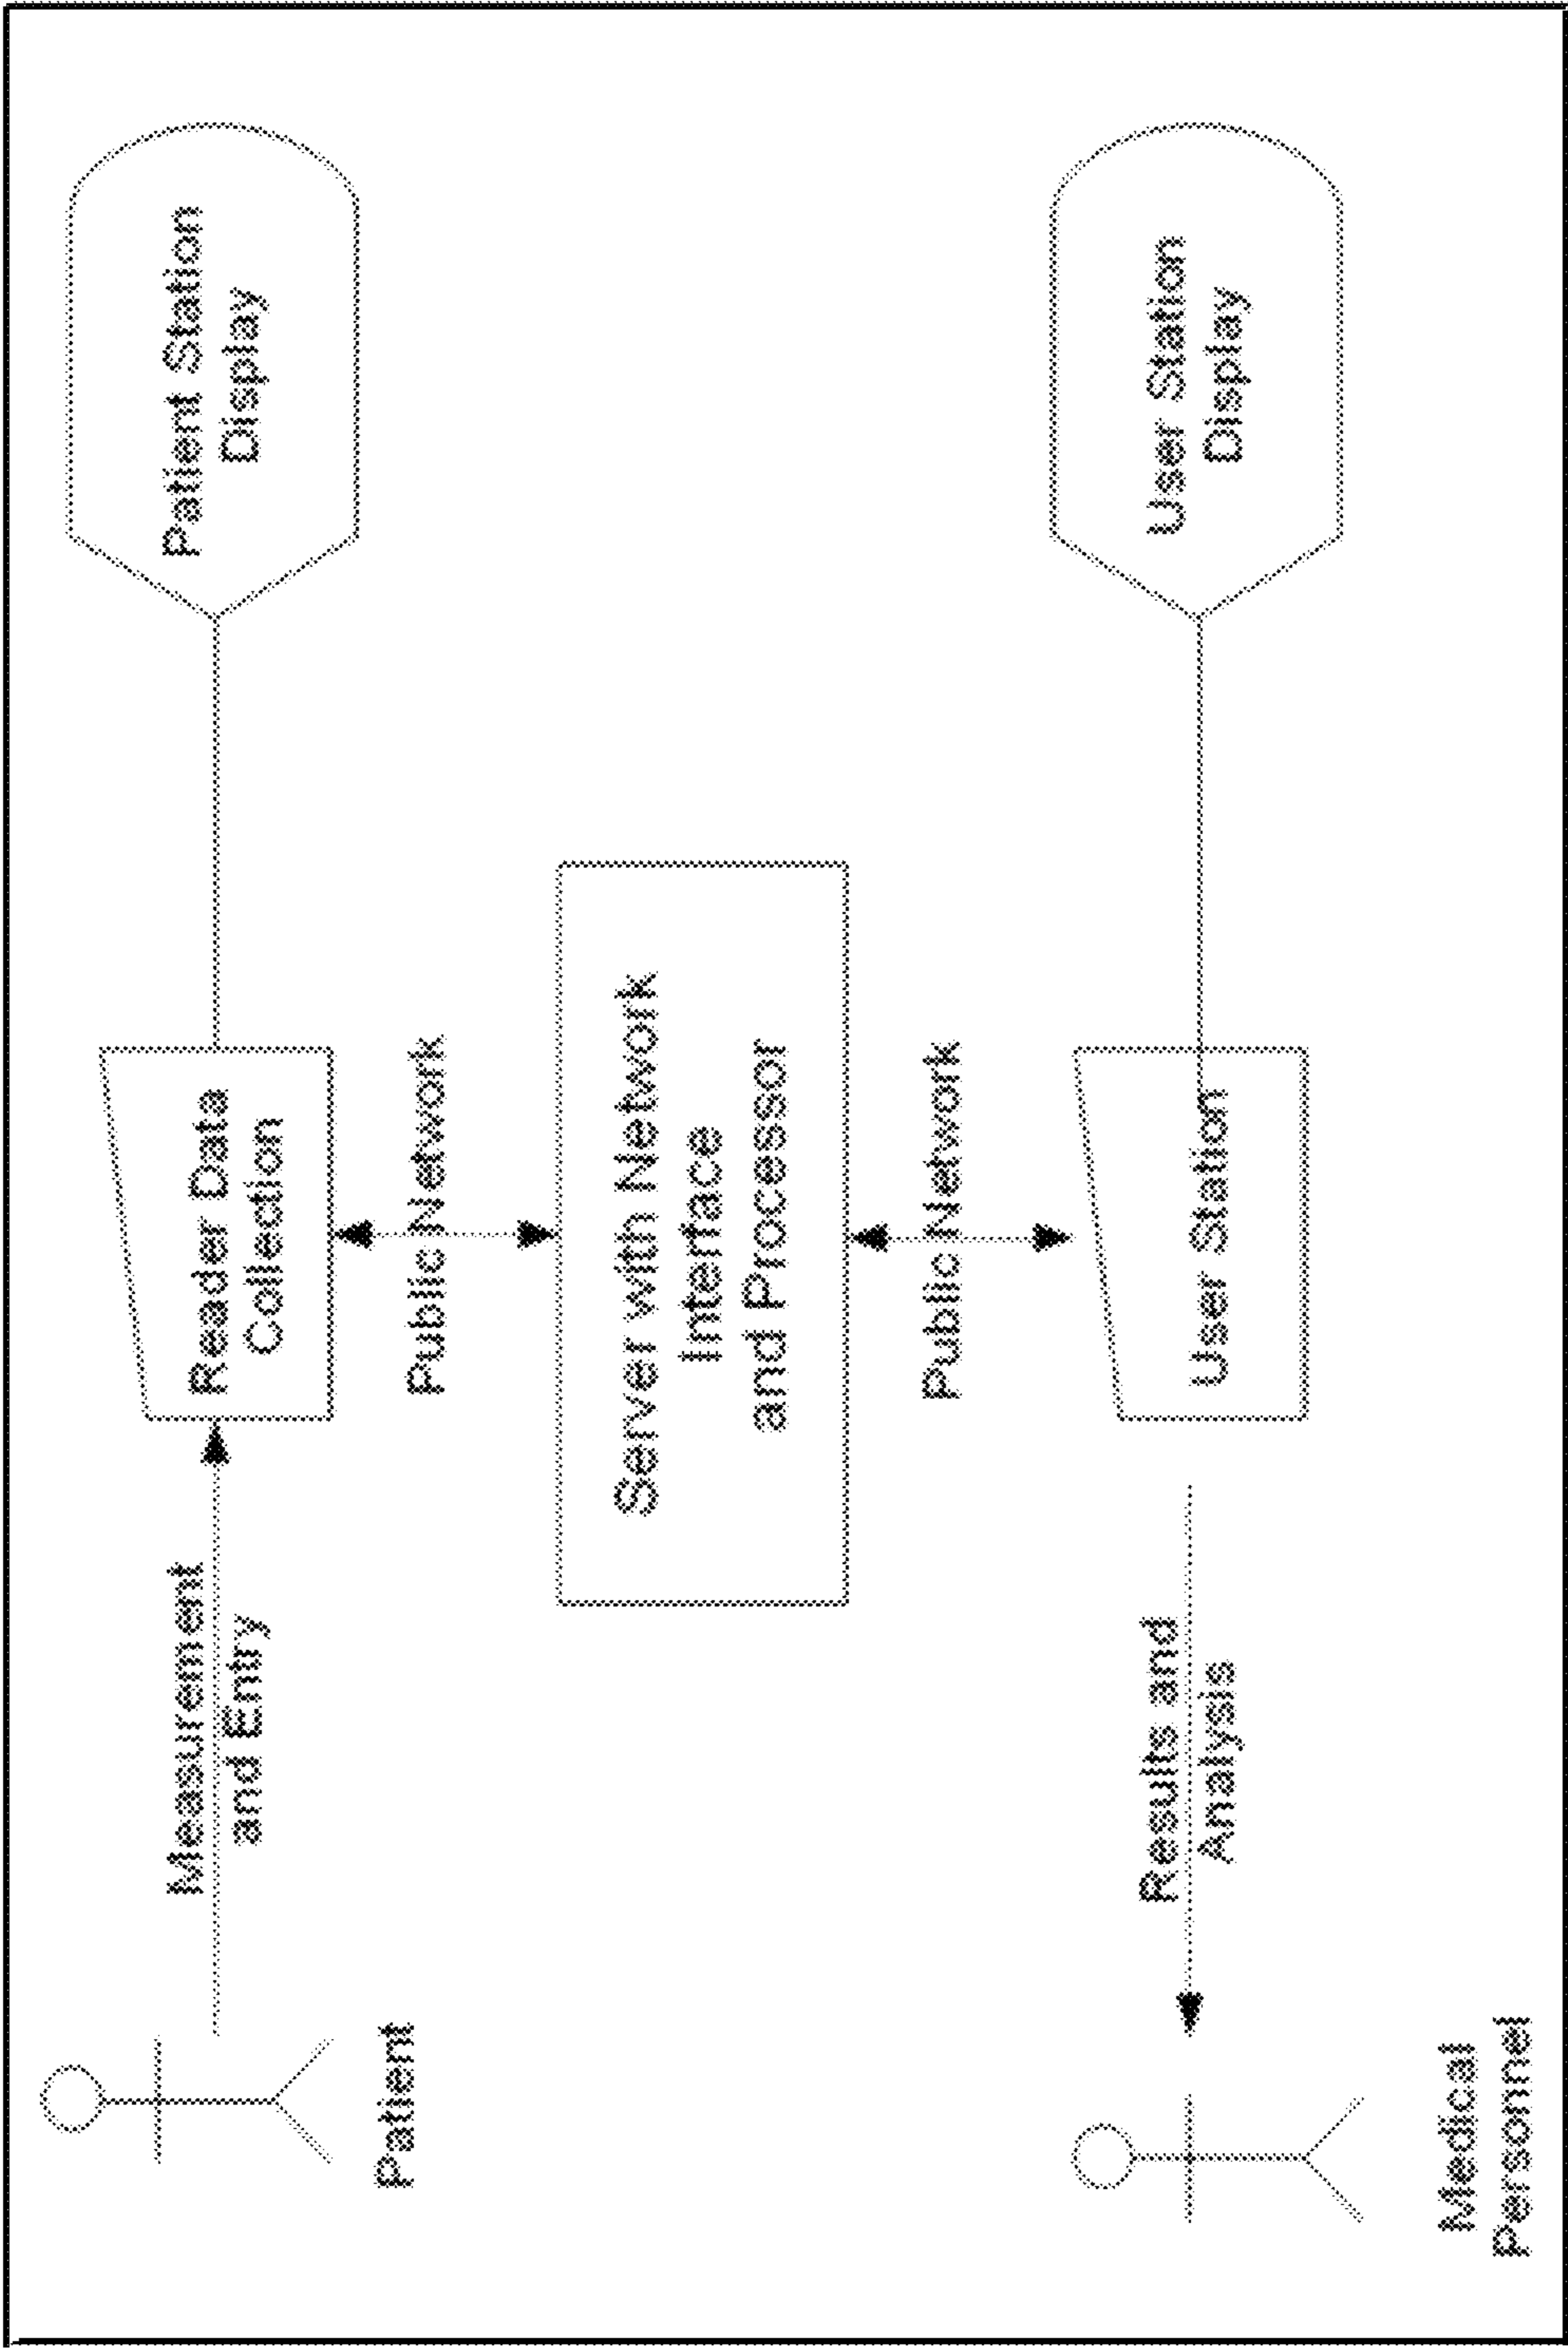 Patient
Measurement
and Entry
Reader Data
Collection
Patient Station
Display
Public Network
Server with Network
Interface
and Processor
Public Network
Medical
Personnel
Results and
Analysis
User Station
User Station
Display